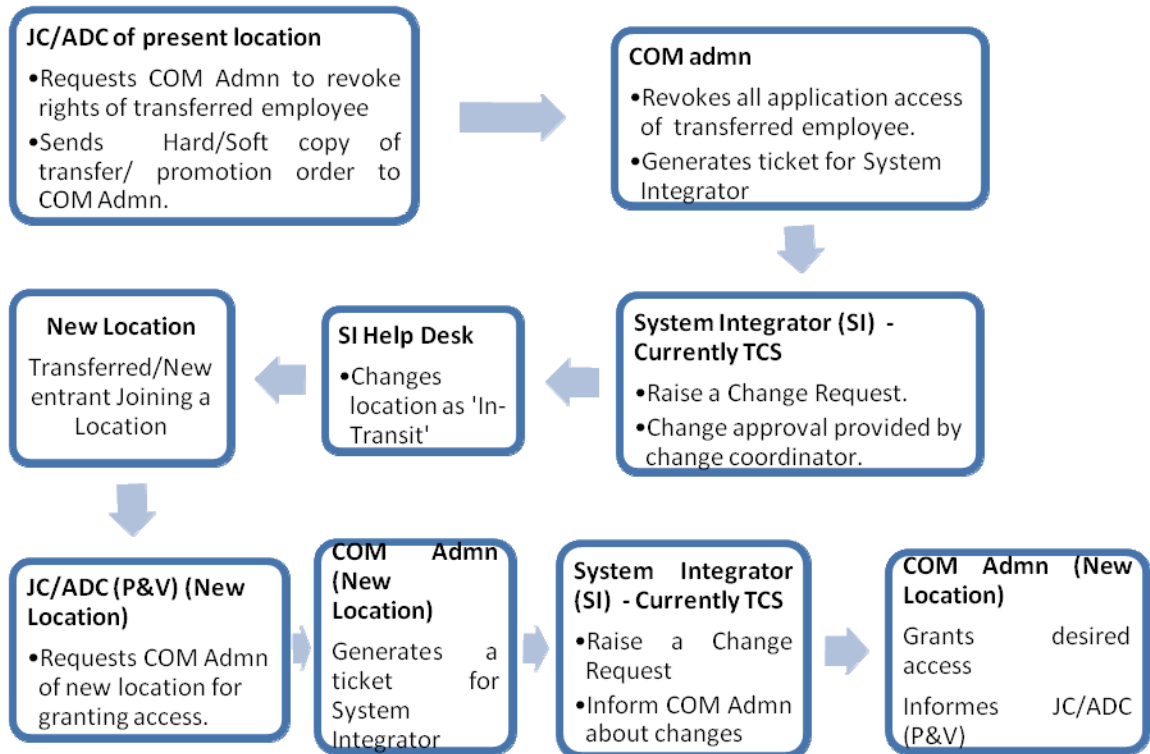 JC/ADC of present location
•Requests COM Admn to revoke
rights of transferred employee
•Sends Hard/Soft copy of
transfer/ promotion order to
COM Admn.
COM admn
•Revokes all application access
of transferred employee.
•Generates ticket for System
Integrator
System Integrator (SI) -
Currently TCS
•Raise a Change Request.
•Change approval provided by
change coordinator.
SI Help Desk
•Changes
location as 'In-
Transit'
New Location
Transferred/New
entrant Joining a
Location
JC/ADC (P&V) (New
Location)
•Requests COM Admn
of new location for
granting access.
COM Admn
(New
Location)
Generates a
ticket for
System
Integrator
System Integrator
(SI) - Currently TCS
•Raise a Change
Request
•Inform COM Admn
about changes
COM Admn (New
Location)
Grants desired
access
Informes JC/ADC
(P&V)